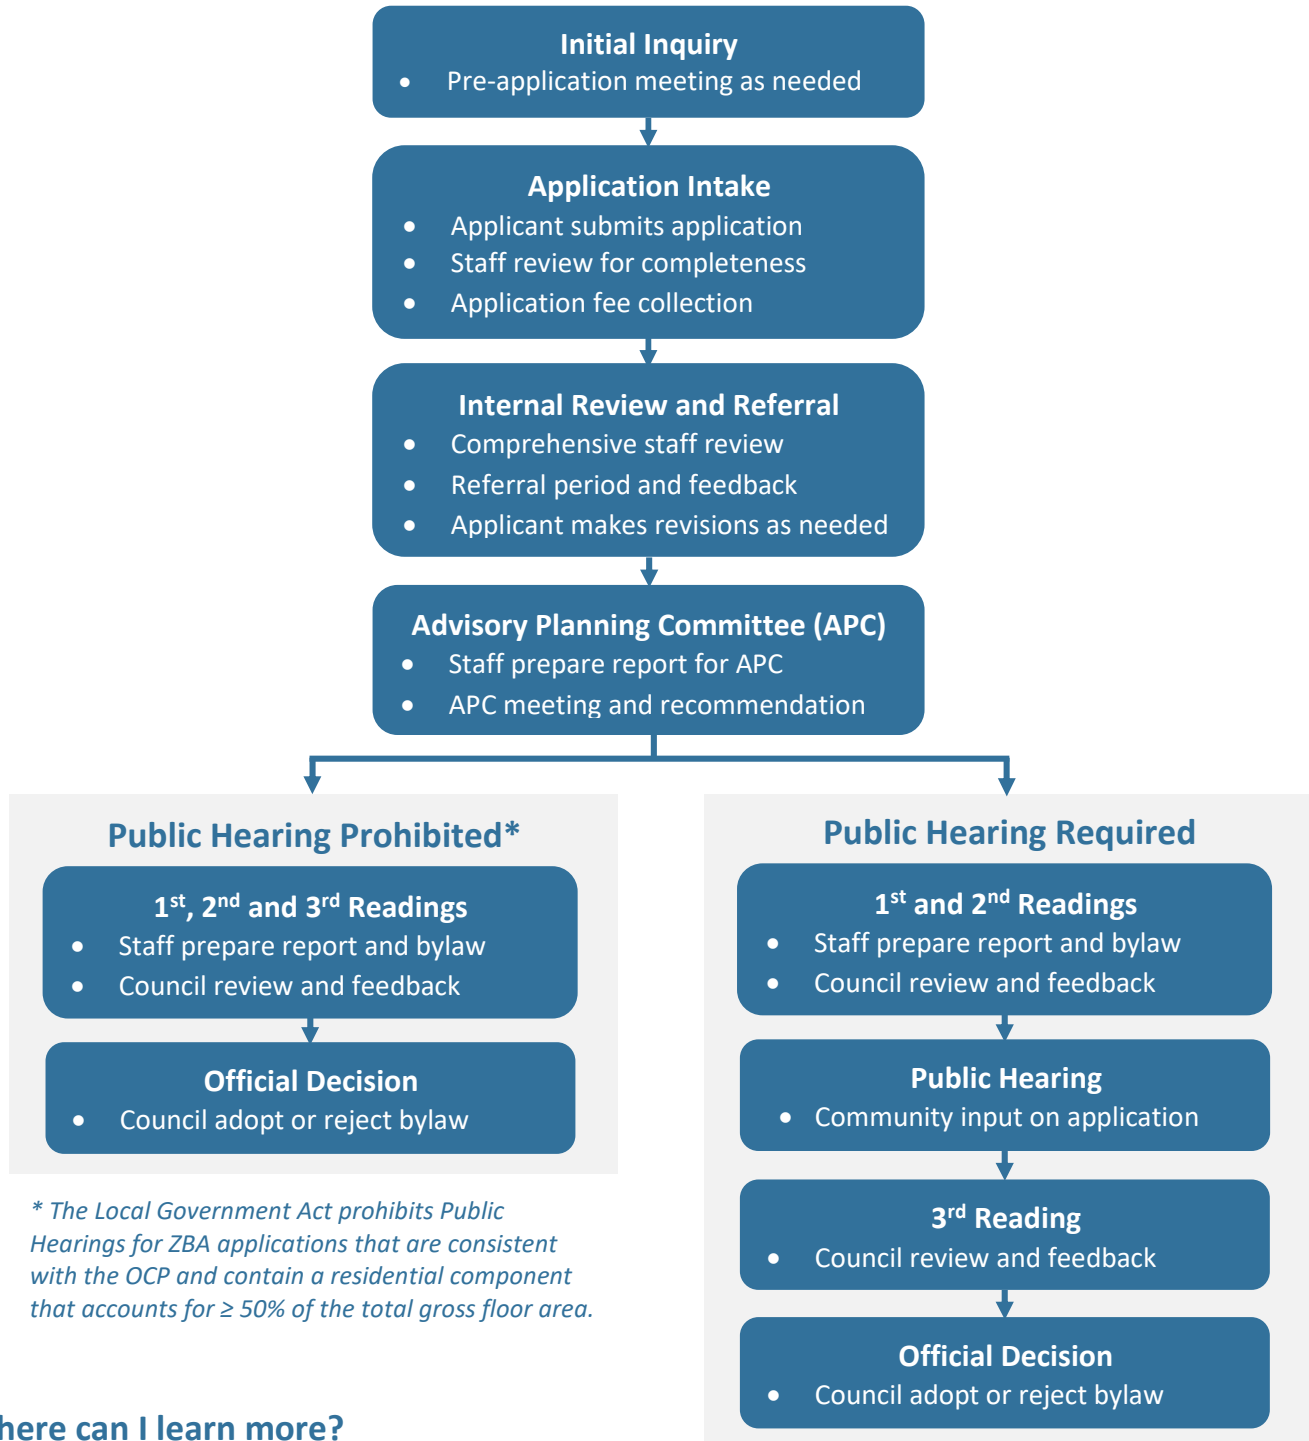 Initial Inquiry
• Pre-application meeting as needed
Application Intake
• Applicant submits application
• Staff review for completeness
• Application fee collection
Internal Review and Referral
• Comprehensive staff review
• Referral period and feedback
• Applicant makes revisions as needed
Advisory Planning Committee (APC)
• Staff prepare report for APC
• APC meeting and recommendation
Public Hearing Prohibited*
1st, 2nd and 3rd Readings
• Staff prepare report and bylaw
• Council review and feedback
Official Decision
• Council adopt or reject bylaw
* The Local Government Act prohibits Public
Hearings for ZBA applications that are consistent
with the OCP and contain a residential component
that accounts for ≥ 50% of the total gross floor area.
Public Hearing Required
1st and 2nd Readings
• Staff prepare report and bylaw
• Council review and feedback
Public Hearing
• Community input on application
3rd Reading
• Council review and feedback
Official Decision
• Council adopt or reject bylaw
here can I learn more?